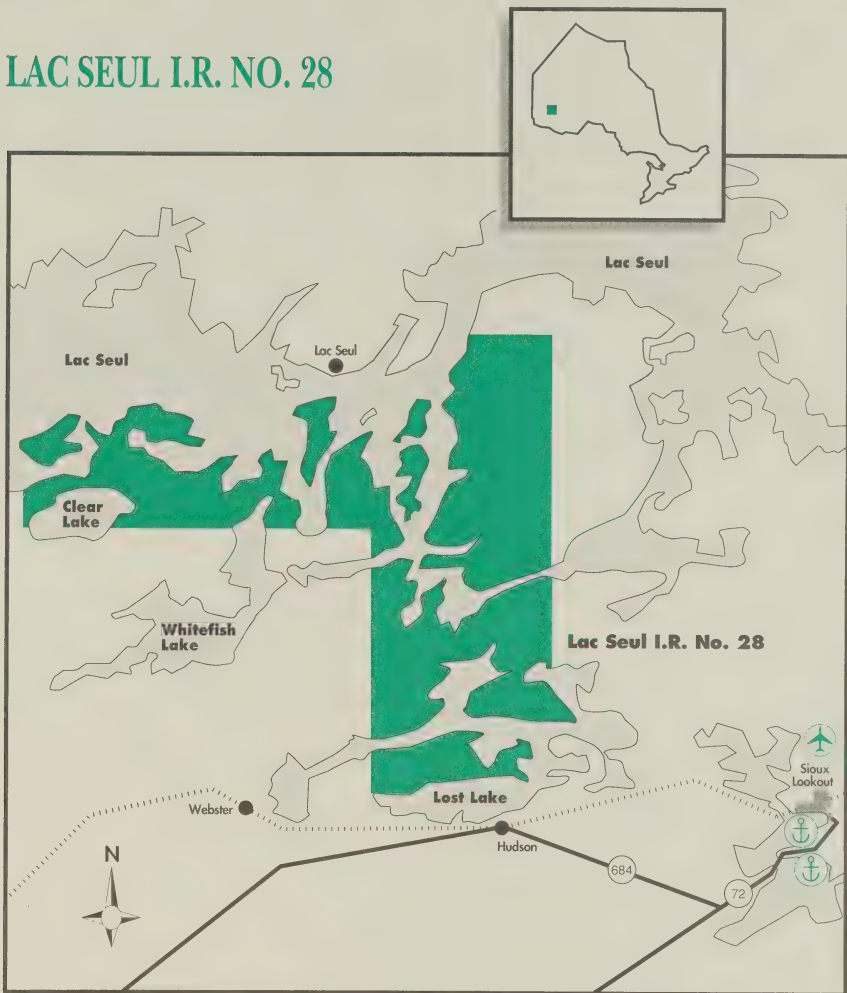 LAC SEUL I.R. NO. 28
Lac Seul
Lac Seul
Lac Seul
Clear
Lake
Whitefish
Lake
Lac Seul I.R. No. 28
Sioux
Lookout
Webster
Lost Lake
Hudson
N
684
72